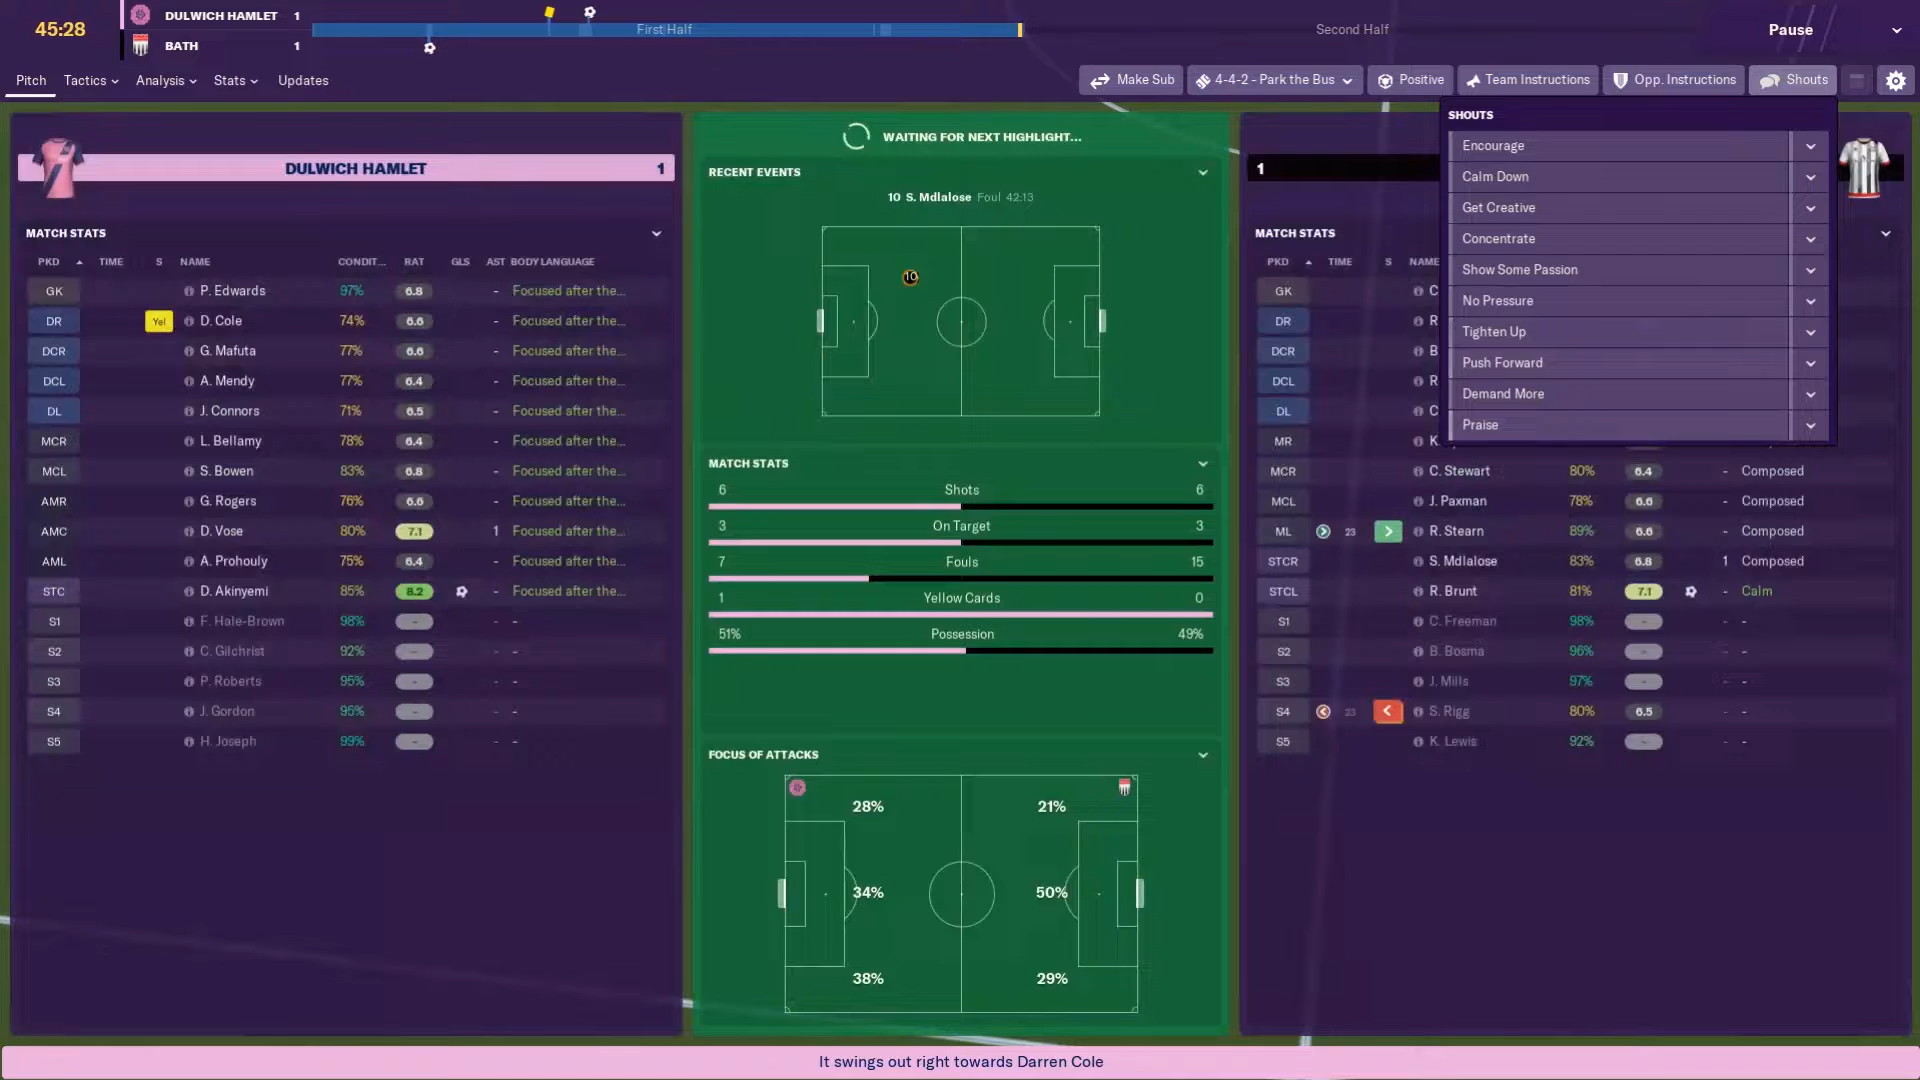 45:28
DULWICH HAMLET 1
BATH 1
First Half
Second Half
Pause
Pitch Tactics Analysis Stats Updates
Make Sub 4-4-2 - Park the Bus Positive Team Instructions Opp. Instructions Shouts
SHOUTS
Encourage
Calm Down
Get Creative
Concentrate
Show Some Passion
No Pressure
Tighten Up
Push Forward
Demand More
Praise
DULWICH HAMLET 1
MATCH STATS
PKD TIME S NAME CONDIT... RAT GLS AST BODY LANGUAGE
GK P. Edwards 97% 6.8 - Focused after the...
DR Yel D. Cole 74% 6.6 - Focused after the...
DCR G. Mafuta 77% 6.6 - Focused after the...
DCL A. Mendy 77% 6.4 - Focused after the...
DL J. Connors 71% 6.5 - Focused after the...
MCR L. Bellamy 78% 6.4 - Focused after the...
MCL S. Bowen 83% 6.8 - Focused after the...
AMR G. Rogers 76% 6.6 - Focused after the...
AMC D. Vose 80% 7.1 1 Focused after the...
AML A. Prohouly 75% 6.4 - Focused after the...
STC D. Akinyemi 85% 8.2 - Focused after the...
S1 F. Hale-Brown 98% - - -
S2 C. Gilchrist 92% - - -
S3 P. Roberts 95% - - -
S4 J. Gordon 95% - - -
S5 H. Joseph 99% - - -
WAITING FOR NEXT HIGHLIGHT...
RECENT EVENTS
10 S. Mdlalose Foul 42:13
10
MATCH STATS
6 Shots 6
3 On Target 3
7 Fouls 15
1 Yellow Cards 0
51% Possession 49%
FOCUS OF ATTACKS
28% 21%
34% 50%
38% 29%
1
MATCH STATS
PKD TIME S NAME
GK C
DR R
DCR B
DCL R
DL C
MR K
MCR C. Stewart 80% 6.4 - Composed
MCL J. Paxman 78% 6.6 - Composed
ML 23 R. Stearn 89% 6.6 - Composed
STCR S. Mdlalose 83% 6.8 1 Composed
STCL R. Brunt 81% 7.1 - Calm
S1 C. Freeman 98% - - -
S2 B. Bosma 96% - - -
S3 J. Mills 97% - - -
S4 23 S. Rigg 80% 6.5 - -
S5 K. Lewis 92% - - -
It swings out right towards Darren Cole